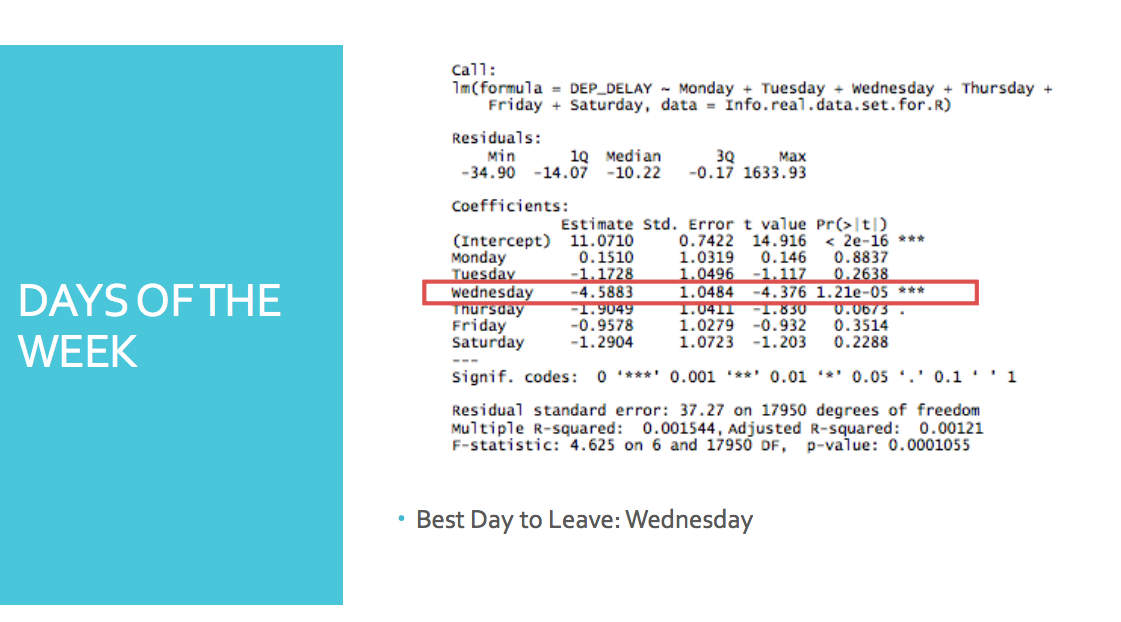 DAYS OF THE
WEEK
Call:
lm(formula = DEP_DELAY ~ Monday + Tuesday + Wednesday + Thursday +
    Friday + Saturday, data = Info.real.data.set.for.R)
Residuals:
    Min      1Q  Median      3Q     Max
 -34.90  -14.07  -10.22   -0.17 1633.93
Coefficients:
            Estimate Std. Error t value Pr(>|t|)
(Intercept)  11.0710     0.7422  14.916  < 2e-16 ***
Monday        0.1510     1.0319   0.146   0.8837
Tuesday      -1.1728     1.0496  -1.117   0.2638
Wednesday    -4.5883     1.0484  -4.376 1.21e-05 ***
Thursday     -1.9049     1.0411  -1.830   0.0673 .
Friday       -0.9578     1.0279  -0.932   0.3514
Saturday     -1.2904     1.0723  -1.203   0.2288
---
Signif. codes:  0 ‘***’ 0.001 ‘**’ 0.01 ‘*’ 0.05 ‘.’ 0.1 ‘ ’ 1
Residual standard error: 37.27 on 17950 degrees of freedom
Multiple R-squared:  0.001544, Adjusted R-squared:  0.00121
F-statistic: 4.625 on 6 and 17950 DF,  p-value: 0.0001055
• Best Day to Leave: Wednesday